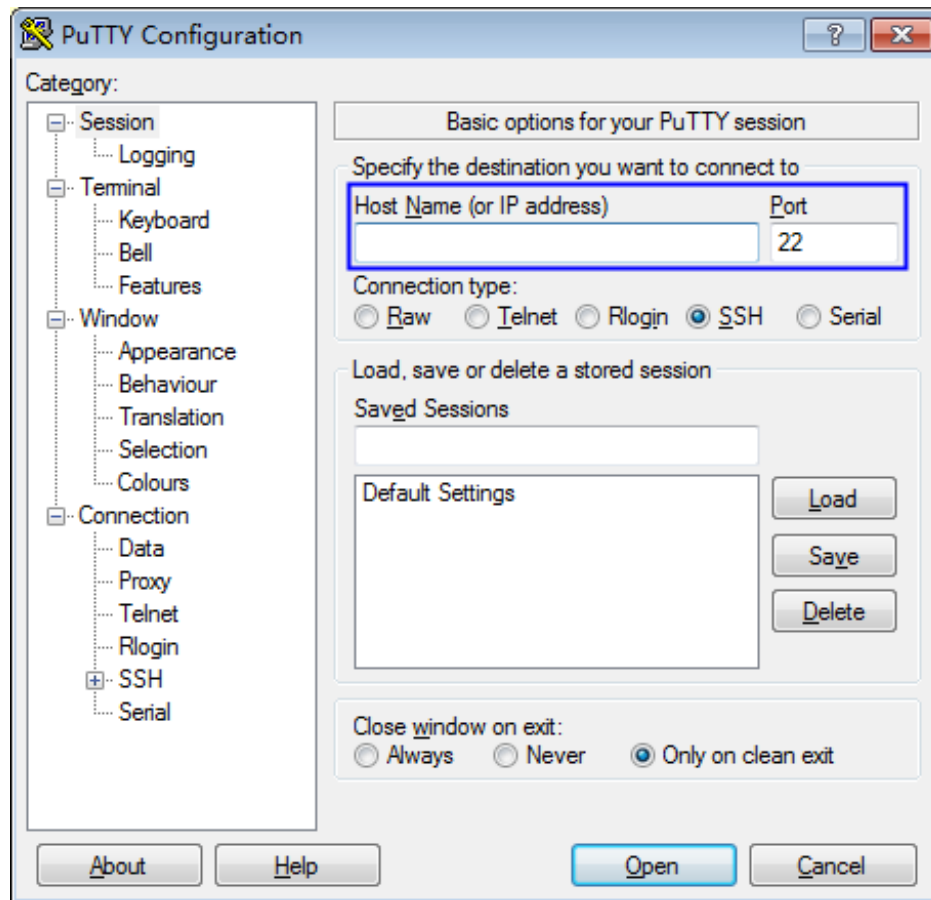 PuTTY Configuration
Category:
Session
Logging
Terminal
Keyboard
Bell
Features
Window
Appearance
Behaviour
Translation
Selection
Colours
Connection
Data
Proxy
Telnet
Rlogin
SSH
Serial
Basic options for your PuTTY session
Specify the destination you want to connect to
Host Name (or IP address) Port
22
Connection type:
Raw Telnet Rlogin SSH Serial
Load, save or delete a stored session
Saved Sessions
Default Settings
Load
Save
Delete
Close window on exit:
Always Never Only on clean exit
About Help Open Cancel